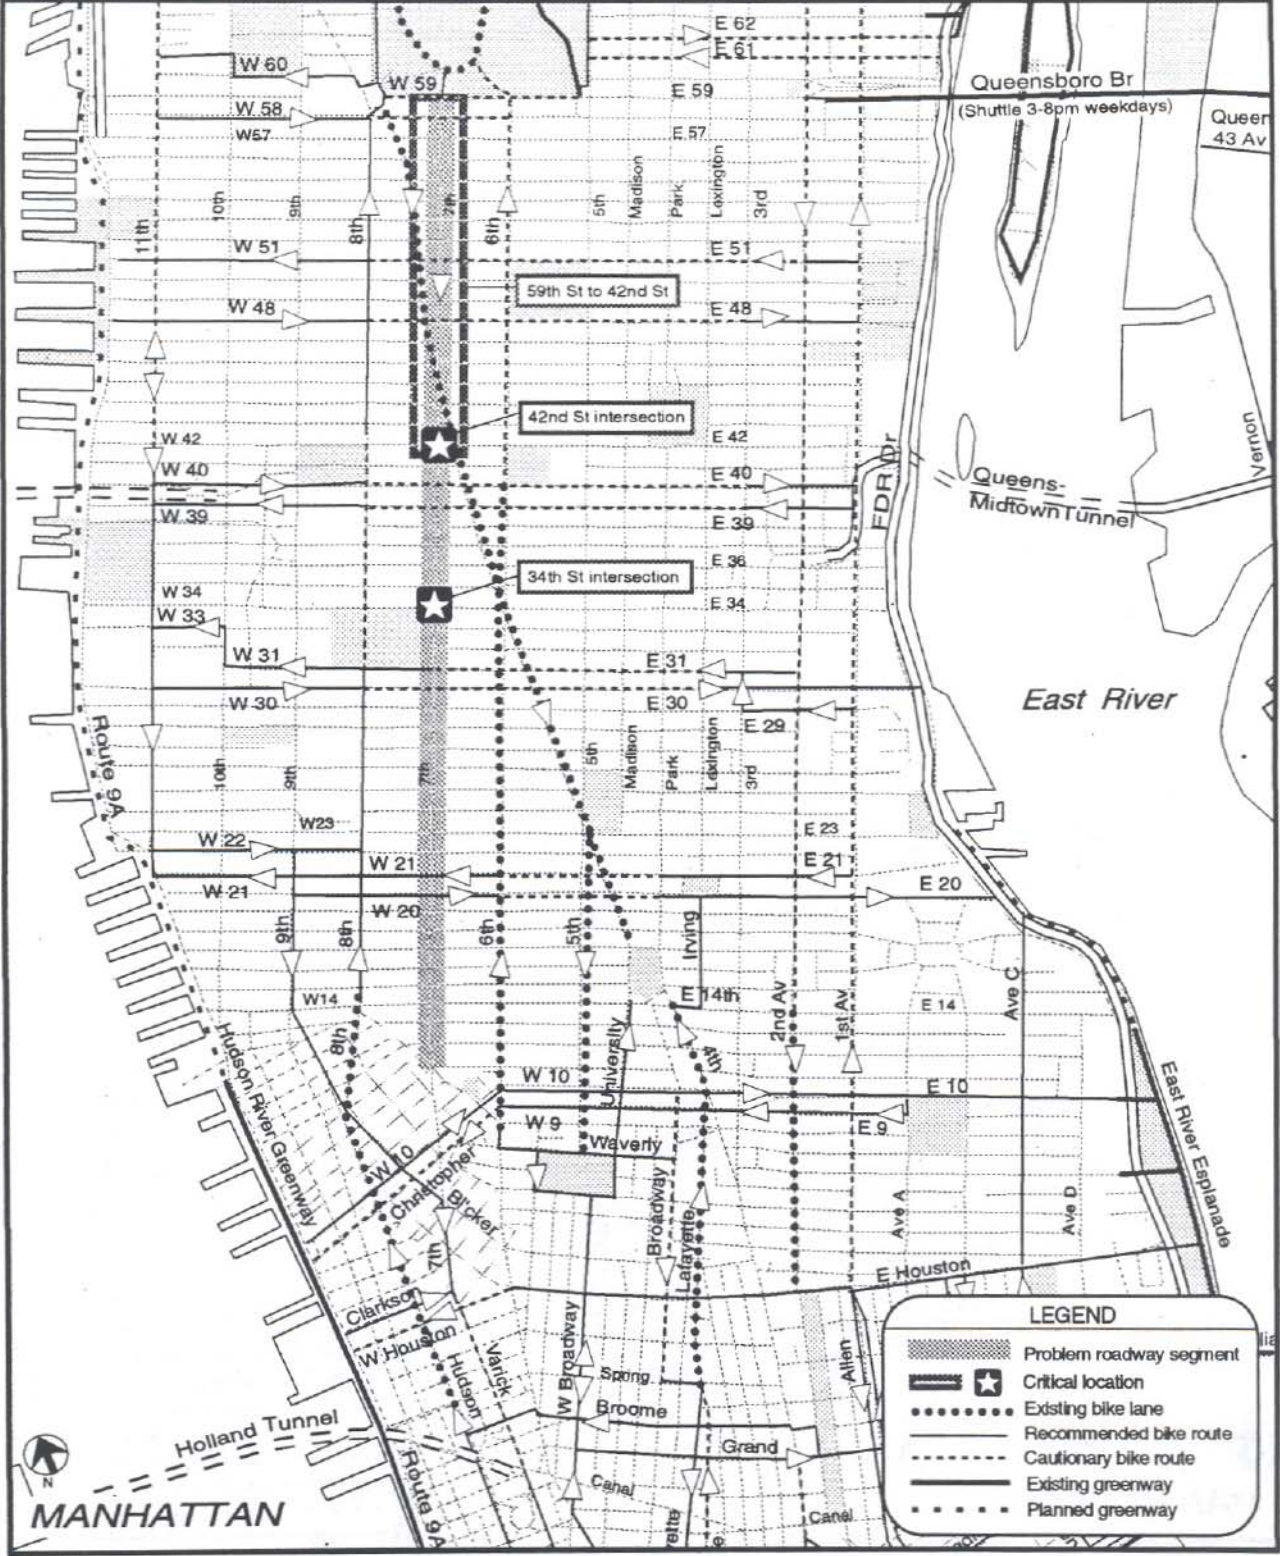 E 62
E 61
W 60
W 59
E 59
Queensboro Br
(Shuttle 3-8pm weekdays)
W 58
W57
E 57
Queen
43 Av
11th
10th
9th
8th
7th
6th
5th
Madison
Park
Lexington
3rd
W 51
E 51
59th St to 42nd St
W 48
E 48
42nd St intersection
W 42
E 42
W 40
E 40
FDR Dr
Queens-
Midtown Tunnel
Vernon
W 39
E 39
E 36
34th St intersection
W 34
E 34
W 33
W 31
E 31
W 30
E 30
E 29
East River
Route 9A
10th
9th
7th
5th
Madison
Park
Lexington
3rd
W23
E 23
W 22
W 21
E 21
W 21
E 20
W 20
9th
8th
6th
5th
Irving
W14
E 14th
2nd Av
1st Av
E 14
Ave C
8th
University
4th
Hudson River Greenway
W 10
E 10
W 9
E 9
East River Esplanade
Waverly
W 10
Christopher
Bl'cker
7th
Broadway
Lafayette
Ave A
Ave D
E Houston
Clarkson
W Houston
Hudson
Varick
W Broadway
Spring
Allen
Broome
Grand
Holland Tunnel
Canal
Canal
Route 9A
N
MANHATTAN
LEGEND
Problem roadway segment
Critical location
Existing bike lane
Recommended bike route
Cautionary bike route
Existing greenway
Planned greenway